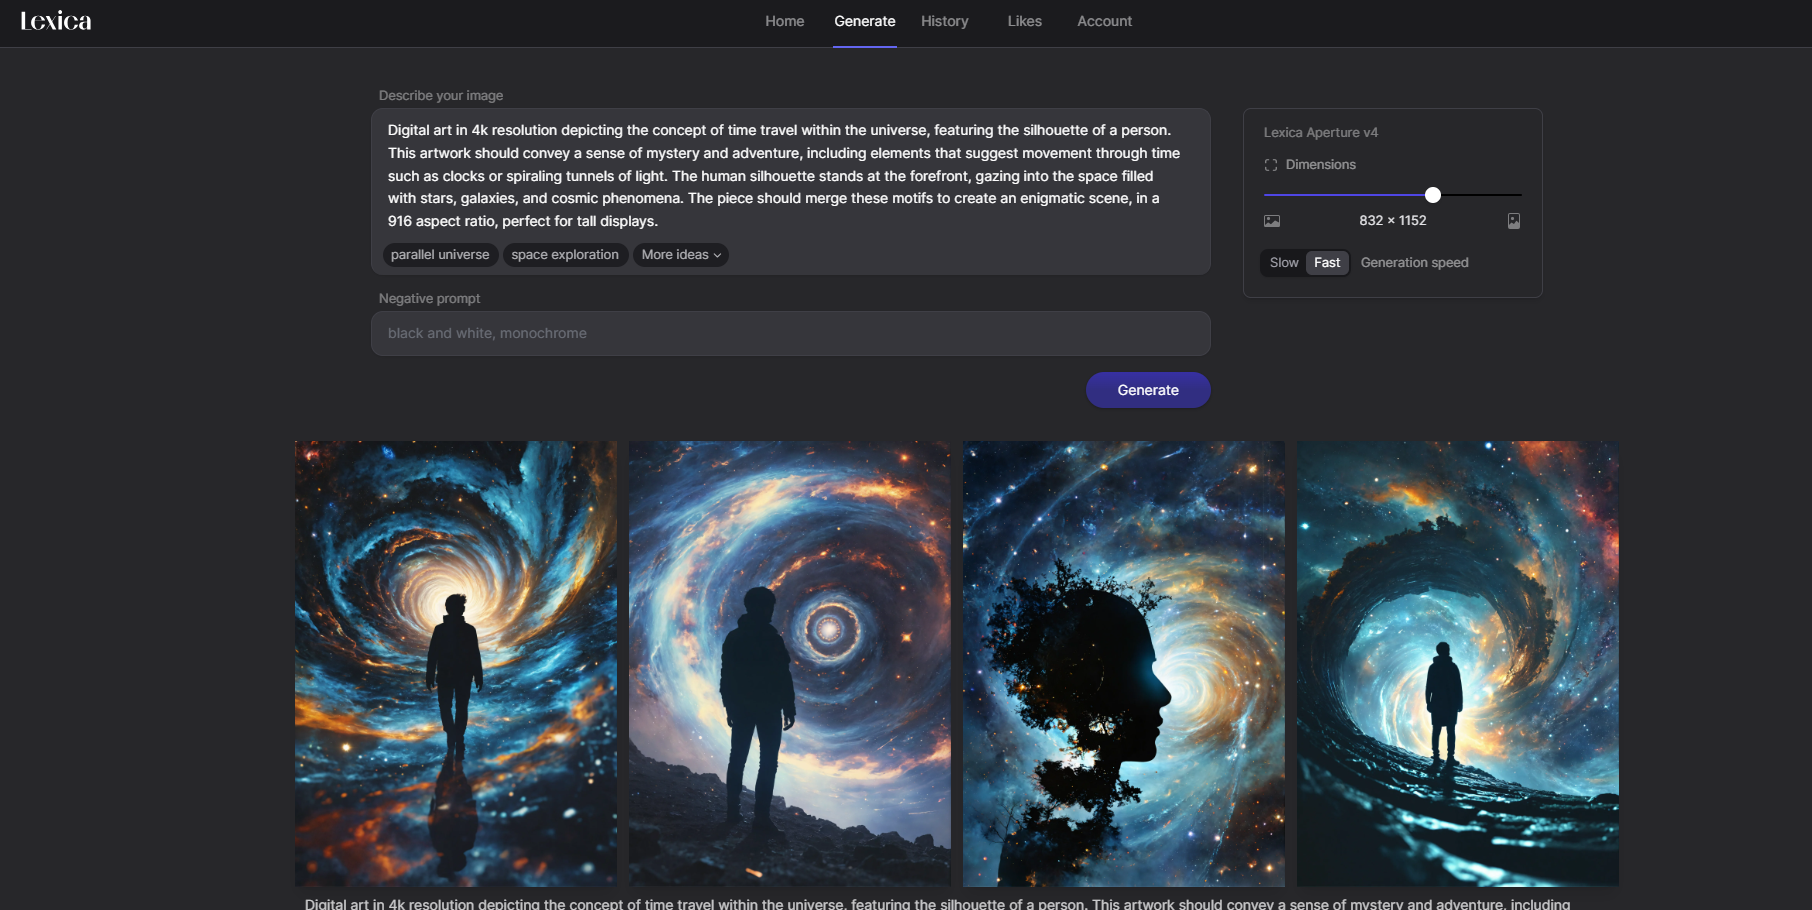 Lexica
Home Generate History Likes Account
Describe your image
Digital art in 4k resolution depicting the concept of time travel within the universe, featuring the silhouette of a person.
This artwork should convey a sense of mystery and adventure, including elements that suggest movement through time
such as clocks or spiraling tunnels of light. The human silhouette stands at the forefront, gazing into the space filled
with stars, galaxies, and cosmic phenomena. The piece should merge these motifs to create an enigmatic scene, in a
916 aspect ratio, perfect for tall displays.
parallel universe space exploration More ideas
Negative prompt
black and white, monochrome
Generate
Lexica Aperture v4
Dimensions
832 × 1152
Slow Fast Generation speed
Digital art in 4k resolution depicting the concept of time travel within the universe, featuring the silhouette of a person. This artwork should convey a sense of mystery and adventure, including